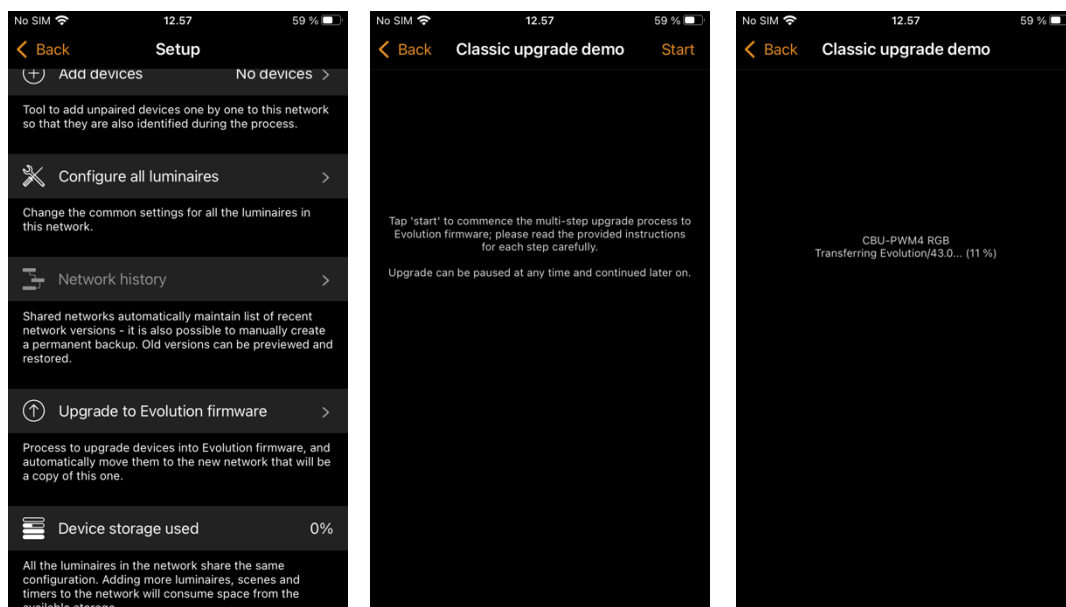 No SIM 12.57 59 %
Back Setup
Add devices No devices
Tool to add unpaired devices one by one to this network
so that they are also identified during the process.
Configure all luminaires
Change the common settings for all the luminaires in
this network.
Network history
Shared networks automatically maintain list of recent
network versions - it is also possible to manually create
a permanent backup. Old versions can be previewed and
restored.
Upgrade to Evolution firmware
Process to upgrade devices into Evolution firmware, and
automatically move them to the new network that will be
a copy of this one.
Device storage used 0%
All the luminaires in the network share the same
configuration. Adding more luminaires, scenes and
timers to the network will consume space from the
available storage.
No SIM 12.57 59 %
Back Classic upgrade demo Start
Tap 'start' to commence the multi-step upgrade process to
Evolution firmware; please read the provided instructions
for each step carefully.
Upgrade can be paused at any time and continued later on.
No SIM 12.57 59 %
Back Classic upgrade demo
CBU-PWM4 RGB
Transferring Evolution/43.0... (11 %)